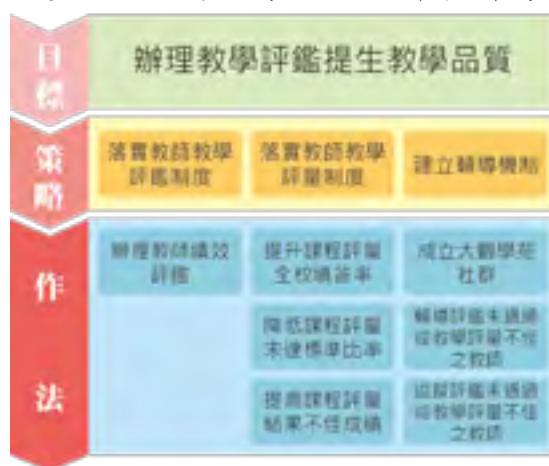 目標
辦理教學評鑑提生教學品質
策略
落實教師教學
評鑑制度
落實教師教學
評量制度
建立輔導機點
作法
辦理教師績效
評鑑
提升課程評量
全校填答率
成立大觀學苑
社群
降低課程評量
未達標準比率
輔導評鑑未通過
或教學評量不佳
之教師
提高課程評量
結果不佳成績
追蹤評鑑未通過
或教學評量不佳
之教師